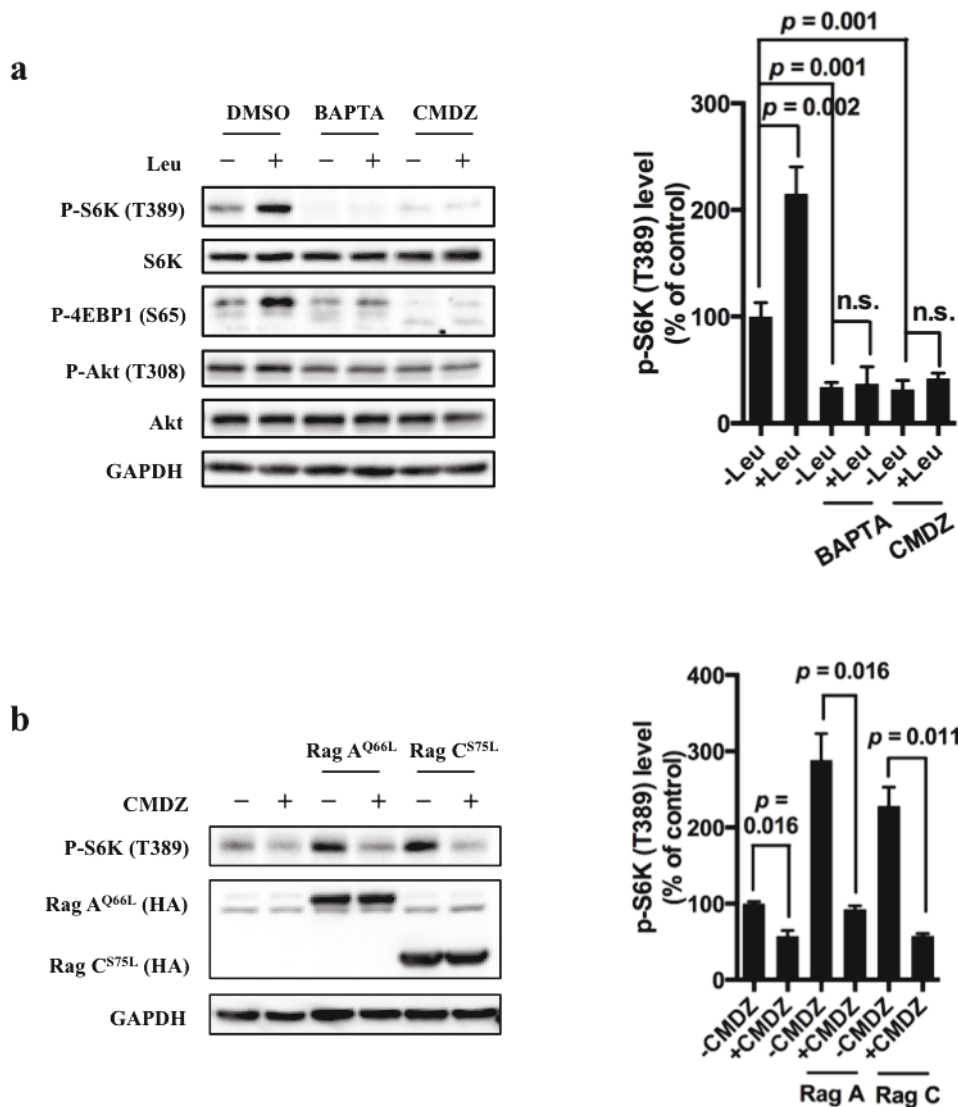 a
DMSO BAPTA CMDZ
Leu − + − + − +
P-S6K (T389)
S6K
P-4EBP1 (S65)
P-Akt (T308)
Akt
GAPDH
p = 0.001
p = 0.001
p = 0.002
n.s.
n.s.
p-S6K (T389) level
(% of control)
300
200
100
0
-Leu +Leu -Leu +Leu -Leu +Leu
BAPTA CMDZ
b
Rag A^Q66L Rag C^S75L
CMDZ − + − + − +
P-S6K (T389)
Rag A^Q66L (HA)
Rag C^S75L (HA)
GAPDH
p = 0.016
p = 0.011
p =
0.016
p-S6K (T389) level
(% of control)
400
300
200
100
0
-CMDZ +CMDZ -CMDZ +CMDZ -CMDZ +CMDZ
Rag A Rag C